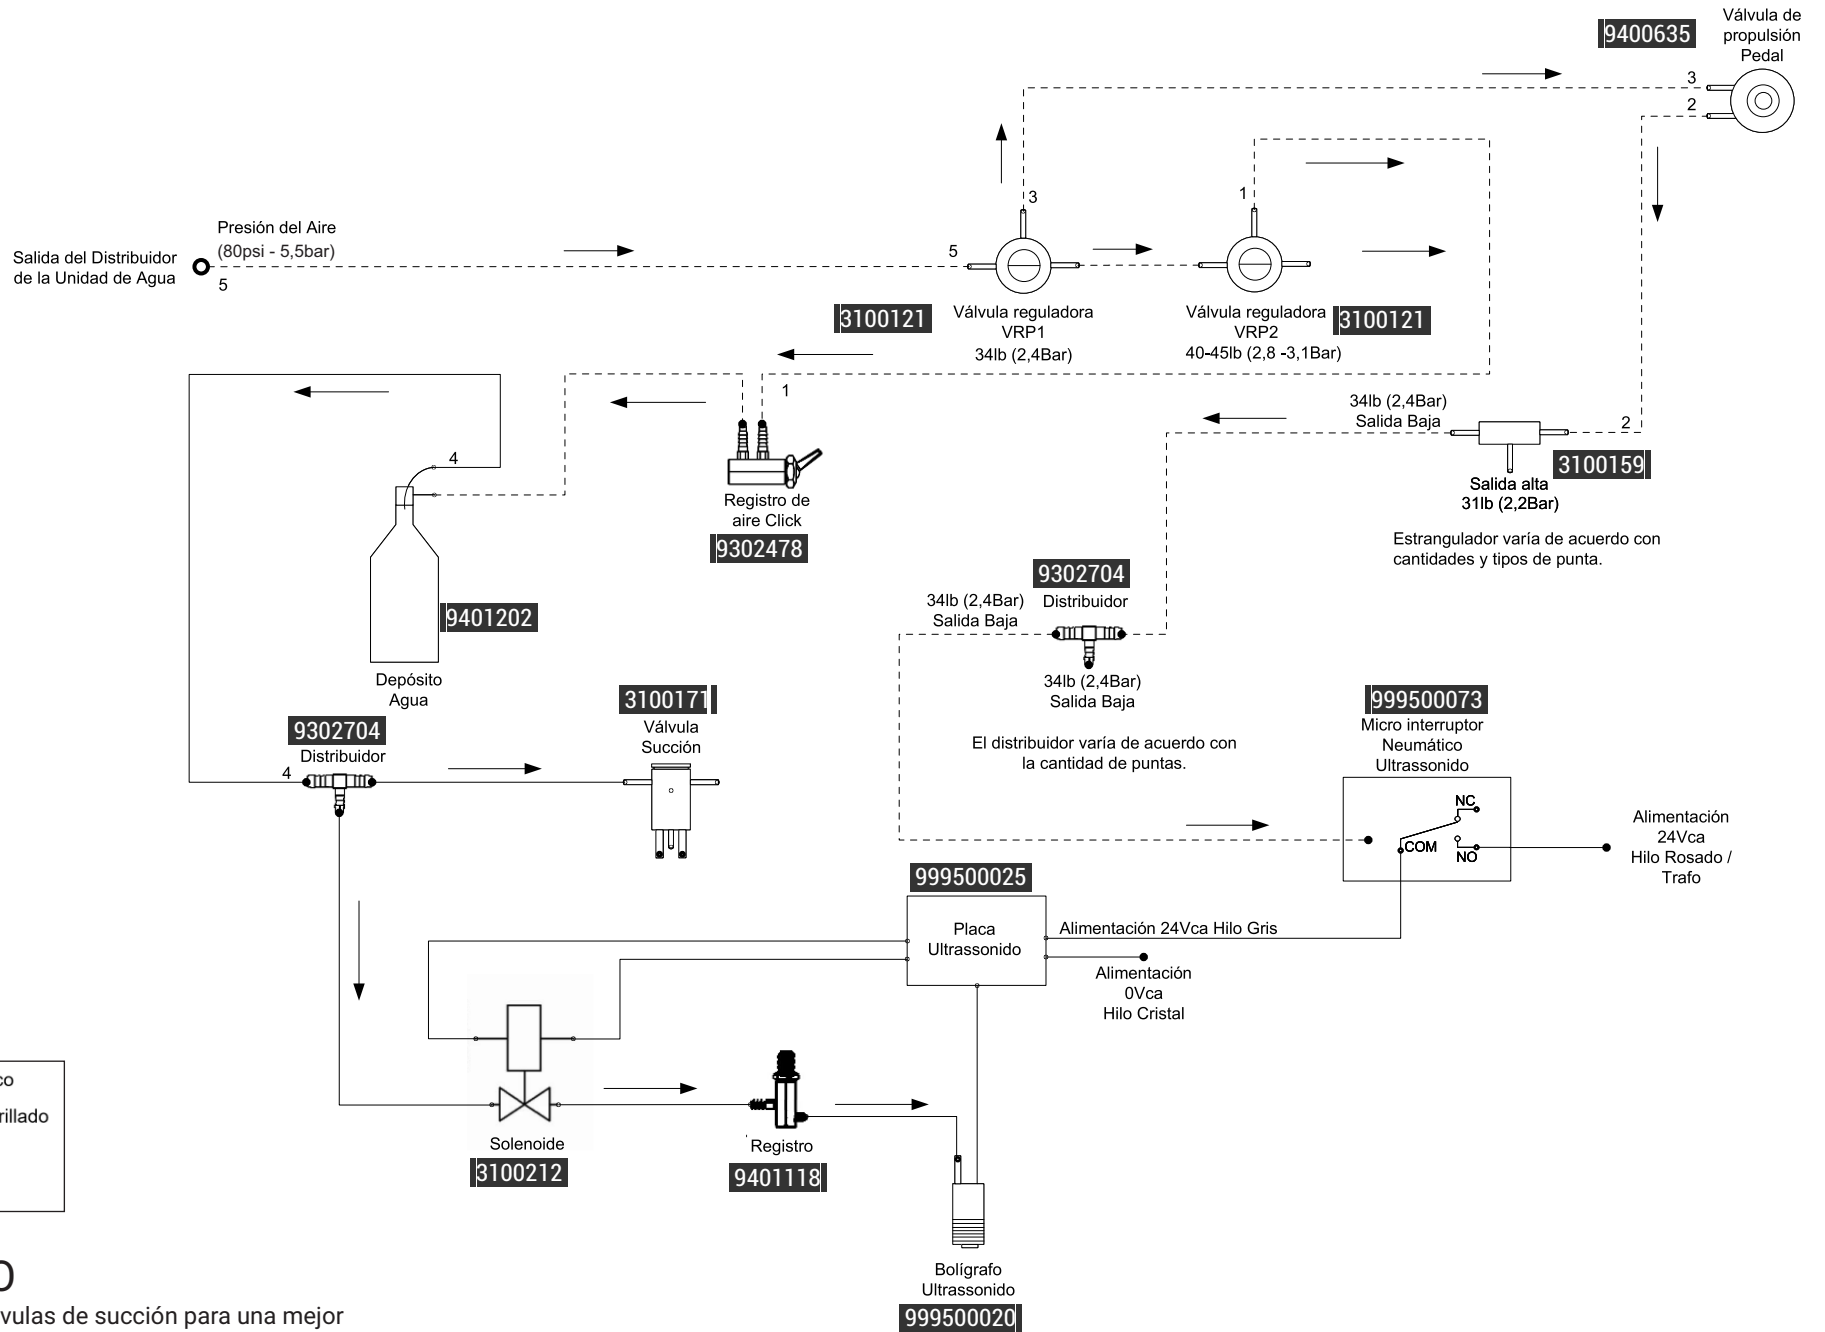 9400635
Válvula de
propulsión
Pedal
3
2
Presión del Aire
(80psi - 5,5bar)
Salida del Distribuidor
de la Unidad de Agua
5
5
3
1
3100121
Válvula reguladora
VRP1
34lb (2,4Bar)
Válvula reguladora
VRP2
40-45lb (2,8 -3,1Bar)
3100121
1
4
Registro de
aire Click
9302478
34lb (2,4Bar)
Salida Baja
2
3100159
Salida alta
31lb (2,2Bar)
Estrangulador varía de acuerdo con
cantidades y tipos de punta.
9401202
Depósito
Agua
9302704
Distribuidor
34lb (2,4Bar)
Salida Baja
34lb (2,4Bar)
Salida Baja
El distribuidor varía de acuerdo con
la cantidad de puntas.
9302704
Distribuidor
4
3100171
Válvula
Succión
999500073
Micro interruptor
Neumático
Ultrassonido
NC
COM
NO
Alimentación
24Vca
Hilo Rosado /
Trafo
999500025
Placa
Ultrassonido
Alimentación 24Vca Hilo Gris
Alimentación
0Vca
Hilo Cristal
Solenoide
3100212
Registro
9401118
Bolígrafo
Ultrassonido
999500020
co
rillado
O
vulas de succión para una mejor